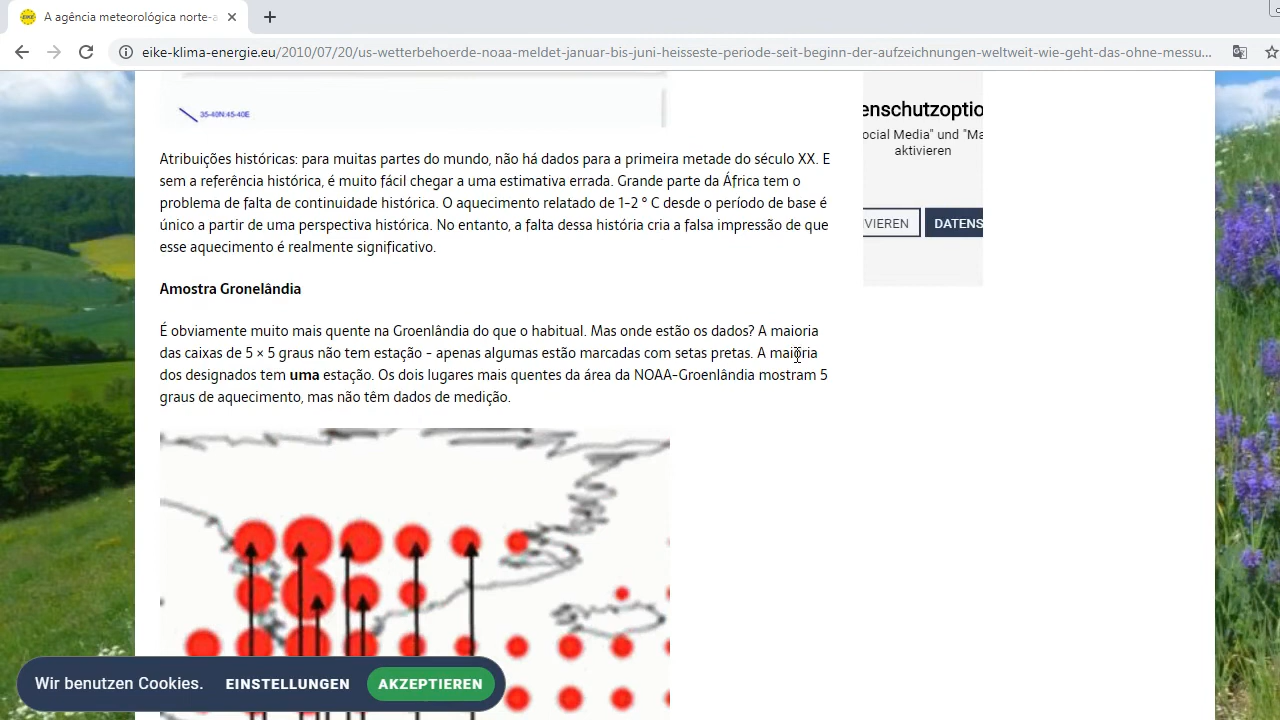 A agência meteorológica norte-a
eike-klima-energie.eu/2010/07/20/us-wetterbehoerde-noaa-meldet-januar-bis-juni-heisseste-periode-seit-beginn-der-aufzeichnungen-weltweit-wie-geht-das-ohne-messu...
35-40N:45-40E
enschutzoptio
ocial Media" und "Ma
aktivieren
VIEREN
DATENS
Atribuições históricas: para muitas partes do mundo, não há dados para a primeira metade do século XX. E
sem a referência histórica, é muito fácil chegar a uma estimativa errada. Grande parte da África tem o
problema de falta de continuidade histórica. O aquecimento relatado de 1-2 ° C desde o período de base é
único a partir de uma perspectiva histórica. No entanto, a falta dessa história cria a falsa impressão de que
esse aquecimento é realmente significativo.
Amostra Gronelândia
É obviamente muito mais quente na Groenlândia do que o habitual. Mas onde estão os dados? A maioria
das caixas de 5 × 5 graus não tem estação - apenas algumas estão marcadas com setas pretas. A maioria
dos designados tem uma estação. Os dois lugares mais quentes da área da NOAA-Groenlândia mostram 5
graus de aquecimento, mas não têm dados de medição.
Wir benutzen Cookies.
EINSTELLUNGEN
AKZEPTIEREN